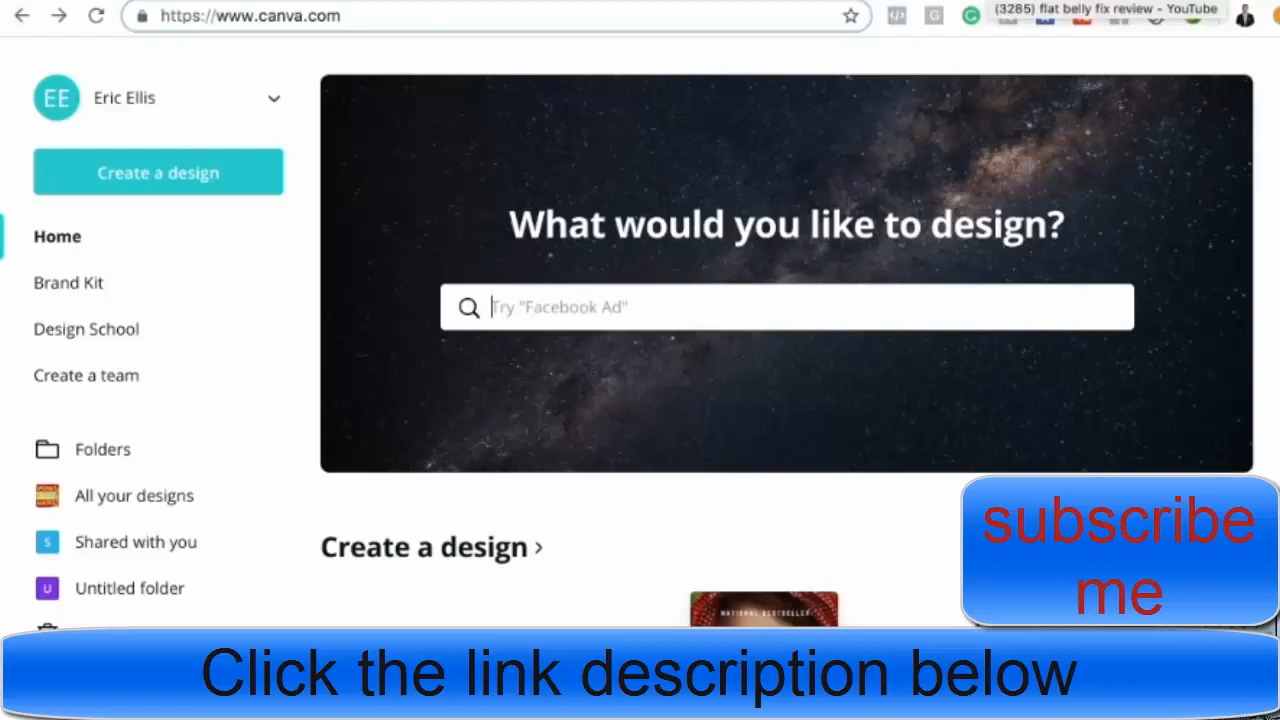 https://www.canva.com
(3285) flat belly fix review - YouTube
EE
Eric Ellis
Create a design
Home
Brand Kit
Design School
Create a team
Folders
All your designs
S
Shared with you
U
Untitled folder
What would you like to design?
Try "Facebook Ad"
Create a design
NATIONAL BESTSELLER
subscribe
me
Click the link description below